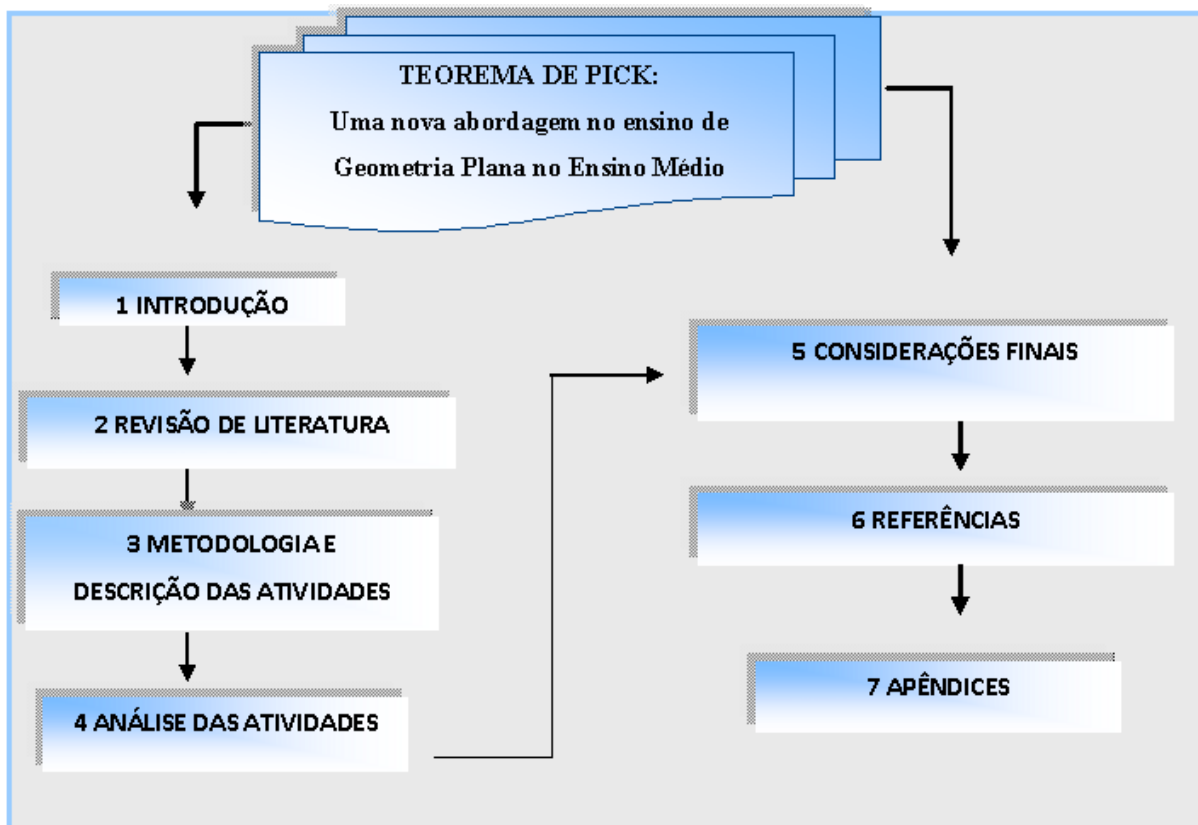 TEOREMA DE PICK:
Uma nova abordagem no ensino de
Geometria Plana no Ensino Médio
1 INTRODUÇÃO
2 REVISÃO DE LITERATURA
3 METODOLOGIA E
DESCRIÇÃO DAS ATIVIDADES
4 ANÁLISE DAS ATIVIDADES
5 CONSIDERAÇÕES FINAIS
6 REFERÊNCIAS
7 APÊNDICES